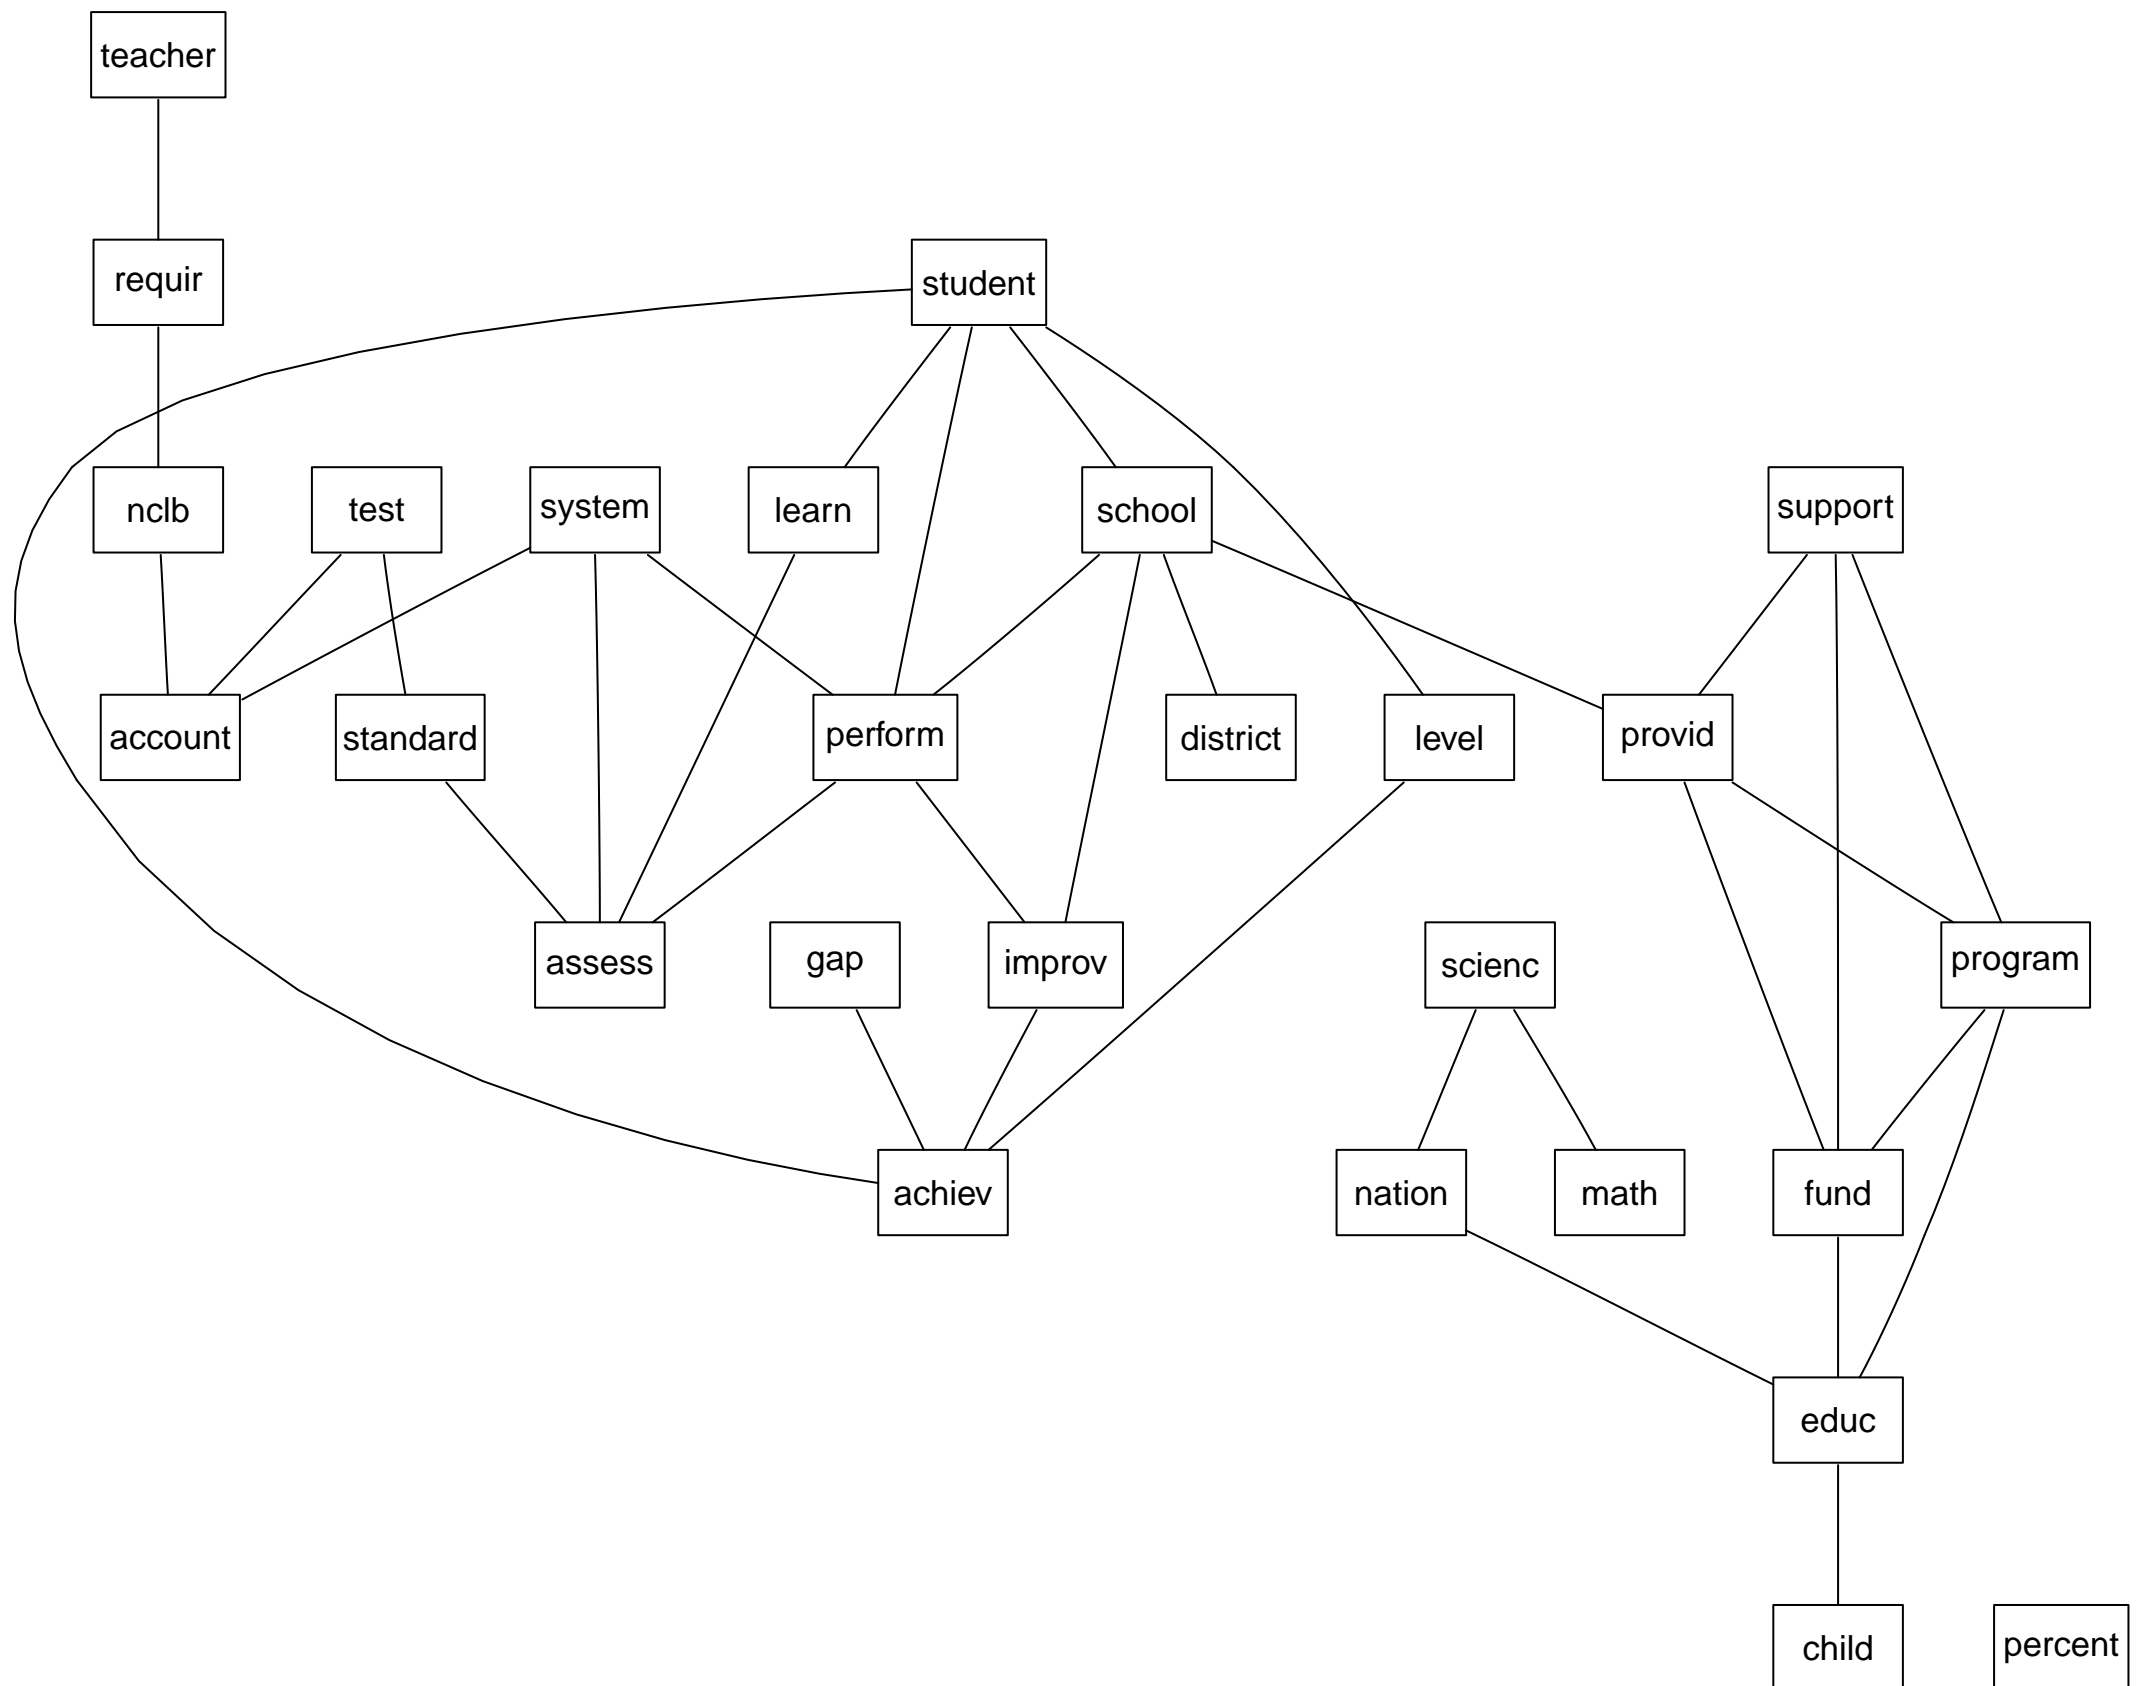 teacher
requir
student
nclb
test
system
learn
school
support
account
standard
perform
district
level
provid
assess
gap
improv
scienc
program
achiev
nation
math
fund
educ
child
percent